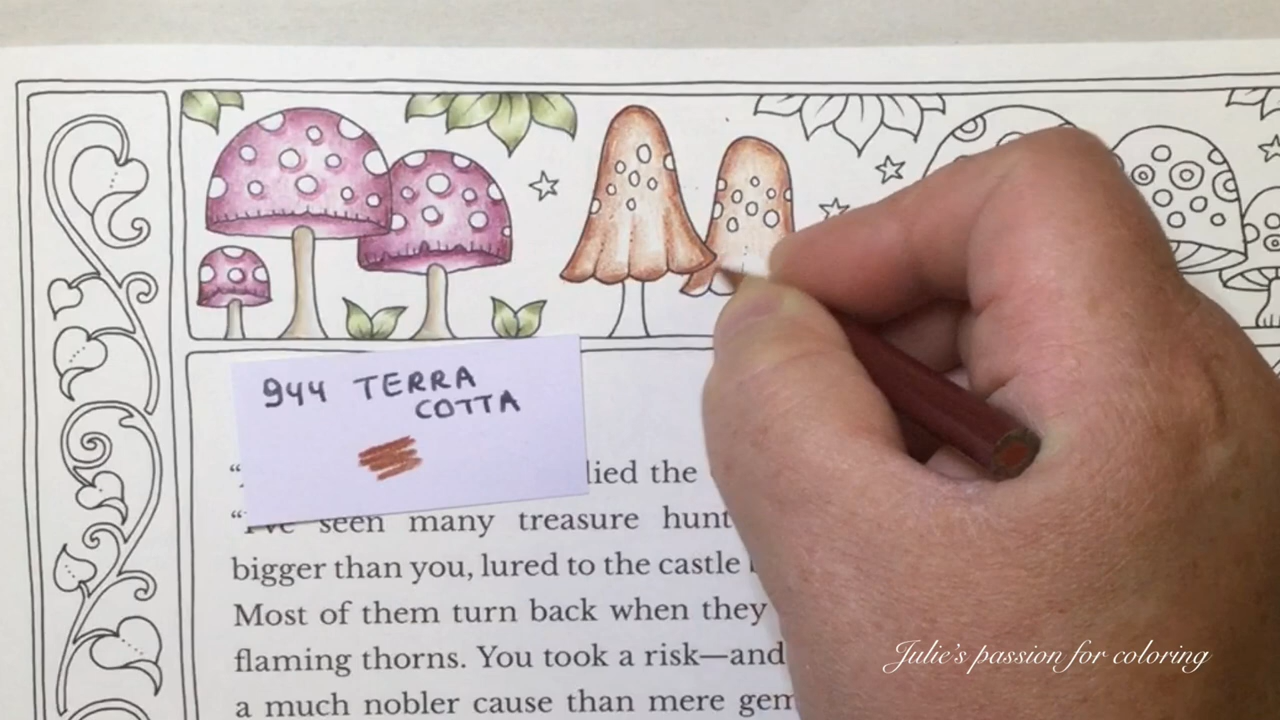 944 TERRA
COTTA
lied the
“I’ve seen many treasure hunt
bigger than you, lured to the castle
Most of them turn back when they
flaming thorns. You took a risk—and
a much nobler cause than mere gem
Julie's passion for coloring